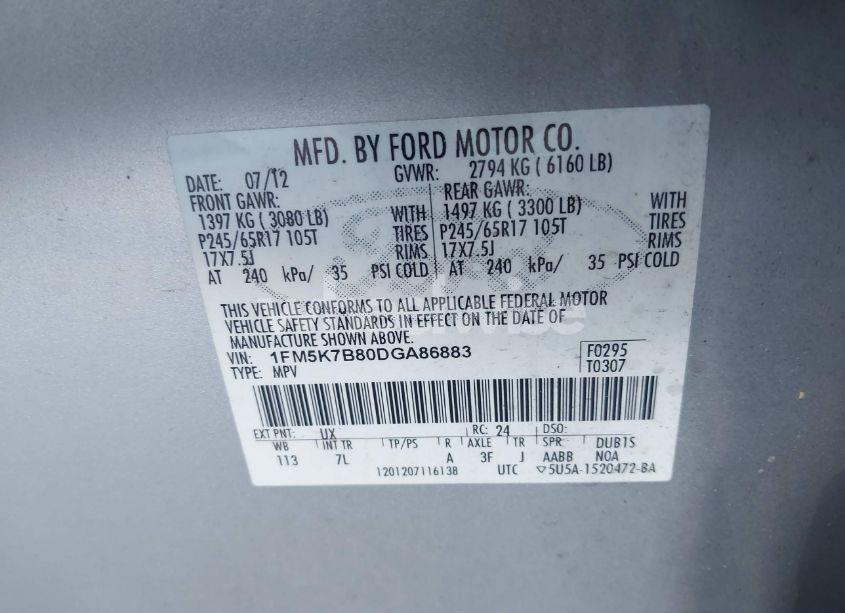 MFD. BY FORD MOTOR CO.
DATE: 07/12 GVWR: 2794 KG ( 6160 LB)
FRONT GAWR: REAR GAWR:
1397 KG ( 3080 LB) WITH 1497 KG ( 3300 LB) WITH
P245/65R17 105T TIRES P245/65R17 105T TIRES
17X7.5J RIMS 17X7.5J RIMS
AT 240 kPa/ 35 PSI COLD AT 240 kPa/ 35 PSI COLD
THIS VEHICLE CONFORMS TO ALL APPLICABLE FEDERAL MOTOR
VEHICLE SAFETY STANDARDS IN EFFECT ON THE DATE OF
MANUFACTURE SHOWN ABOVE.
VIN: 1FM5K7B80DGA86883 F0295
TYPE: MPV T0307
EXT PNT: UX RC: 24 DSO:
WB INT TR TP/PS R AXLE TR SPR DUB1S
113 7L A 3F J AABB NOA
1201207116138 UTC ▽5U5A-1520472-BA